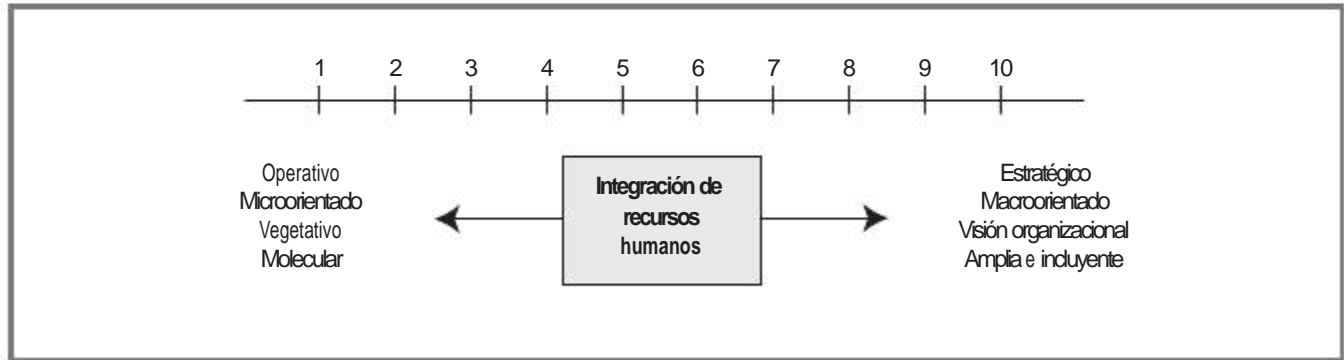 1 2 3 4 5 6 7 8 9 10
Operativo
Microorientado
Vegetativo
Molecular
Integración de
recursos
humanos
Estratégico
Macroorientado
Visión organizacional
Amplia e incluyente